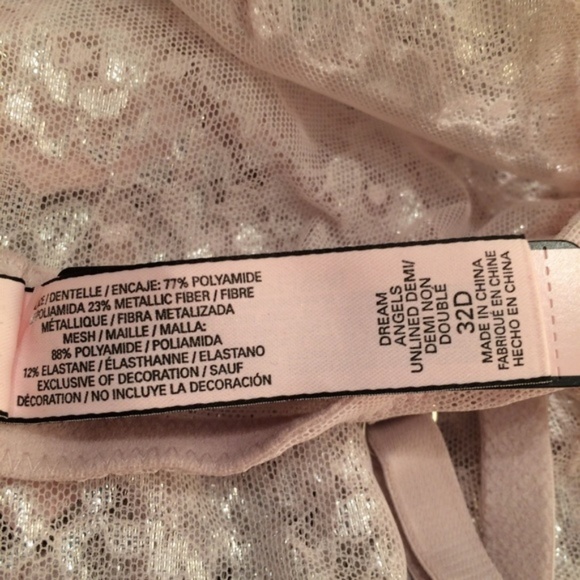 / DENTELLE / ENCAJE: 77% POLYAMIDE
POLIAMIDA 23% METALLIC FIBER / FIBRE
MÉTALLIQUE / FIBRA METALIZADA
MESH / MAILLE / MALLA:
88% POLYAMIDE / POLIAMIDA
12% ELASTANE / ÉLASTHANNE / ELASTANO
EXCLUSIVE OF DECORATION / SAUF
DÉCORATION / NO INCLUYE LA DECORACIÓN
DREAM
ANGELS
UNLINED DEMI/
DEMI NON
DOUBLÉ
32D
MADE IN CHINA
FABRIQUÉ EN CHINE
HECHO EN CHINA